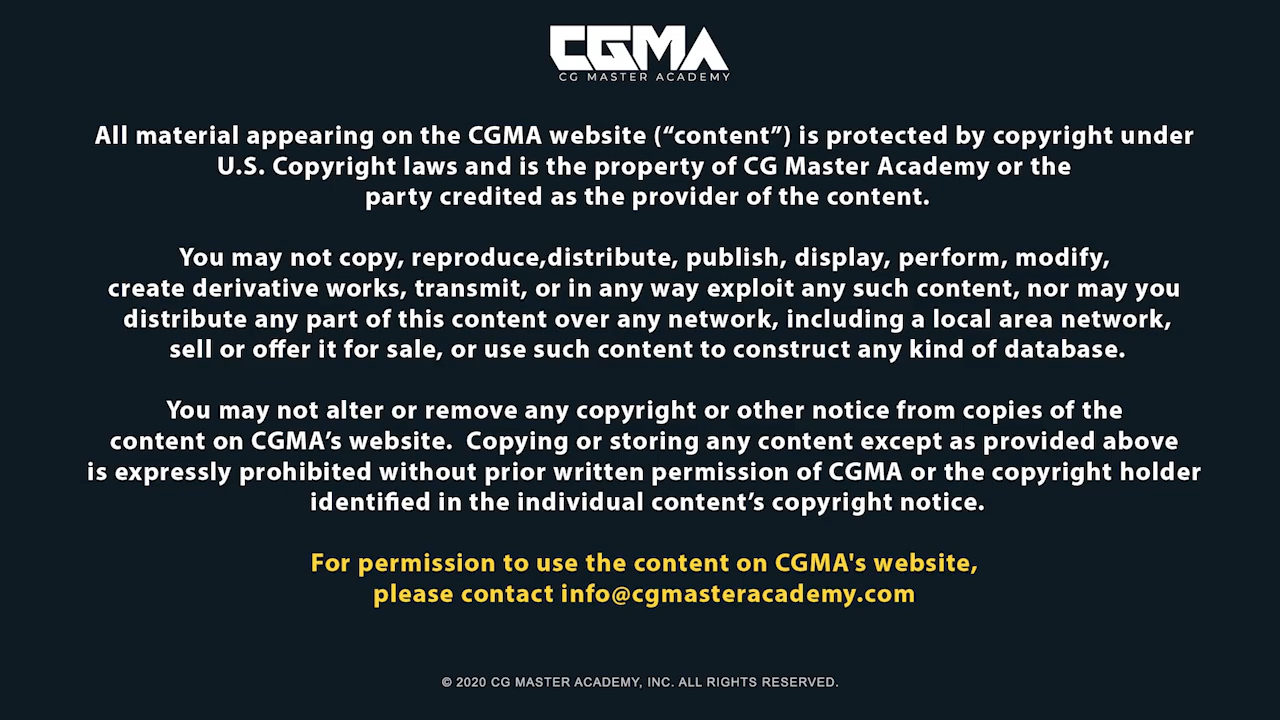 CGMA
CG MASTER ACADEMY
All material appearing on the CGMA website (“content”) is protected by copyright under
U.S. Copyright laws and is the property of CG Master Academy or the
party credited as the provider of the content.
You may not copy, reproduce,distribute, publish, display, perform, modify,
create derivative works, transmit, or in any way exploit any such content, nor may you
distribute any part of this content over any network, including a local area network,
sell or offer it for sale, or use such content to construct any kind of database.
You may not alter or remove any copyright or other notice from copies of the
content on CGMA’s website.  Copying or storing any content except as provided above
is expressly prohibited without prior written permission of CGMA or the copyright holder
identified in the individual content’s copyright notice.
For permission to use the content on CGMA's website,
please contact info@cgmasteracademy.com
© 2020 CG MASTER ACADEMY, INC. ALL RIGHTS RESERVED.